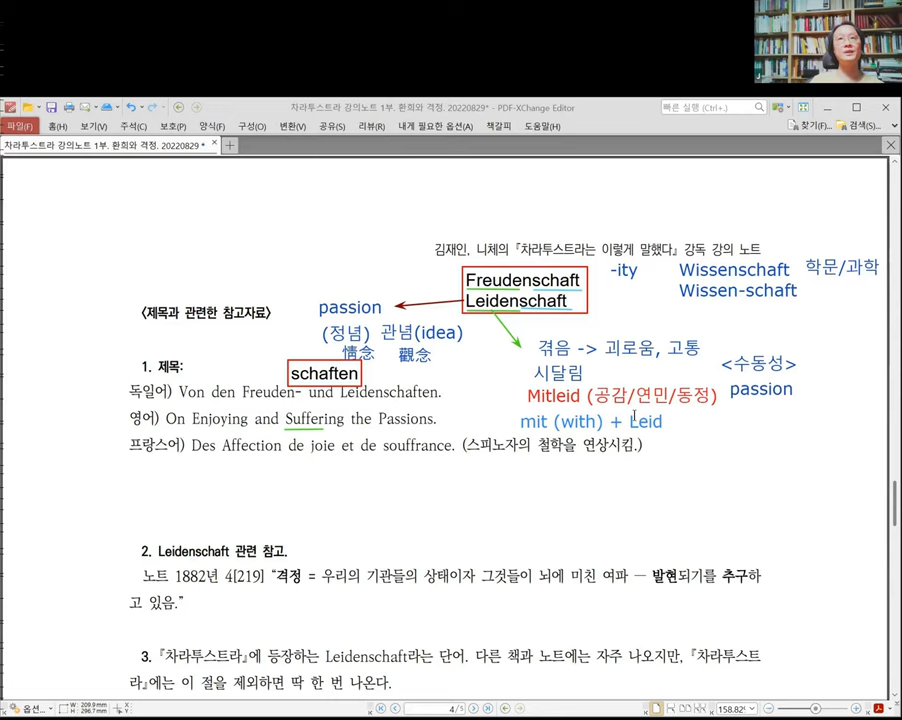 차라투스트라 강의노트 1부. 환희와 격정. 20220829* - PDF-XChange Editor
빠른 실행 (Ctrl+.)
파일(F) 홈(H) 보기(V) 주석(C) 보호(P) 양식(F) 구성(O) 변환(V) 공유(S) 리뷰(R) 내게 필요한 옵션(A) 책갈피 도움말(H) 찾기(F)... 검색(S)...
차라투스트라 강의노트 1부. 환희와 격정. 20220829 *
김재인, 니체의 『차라투스트라는 이렇게 말했다』 강독 강의 노트
Freudenschaft -ity Wissenschaft 학문/과학
Leidenschaft Wissen-schaft
〈제목과 관련한 참고자료〉 passion
(정념) 관념(idea)
情念 觀念
겪음 -> 괴로움, 고통
시달림
<수동성>
passion
1. 제목:
schaften
Mitleid (공감/연민/동정)
독일어) Von den Freuden- und Leidenschaften.
mit (with) + Leid
영어) On Enjoying and Suffering the Passions.
프랑스어) Des Affection de joie et de souffrance. (스피노자의 철학을 연상시킴.)
2. Leidenschaft 관련 참고.
노트 1882년 4[219] “격정 = 우리의 기관들의 상태이자 그것들이 뇌에 미친 여파 — 발현되기를 추구하
고 있음.”
3. 『차라투스트라』에 등장하는 Leidenschaft라는 단어. 다른 책과 노트에는 자주 나오지만, 『차라투스트
라』에는 이 절을 제외하면 딱 한 번 나온다.
옵션... W: 209.9mm X:
H: 296.7mm Y:
4/5
158.82%